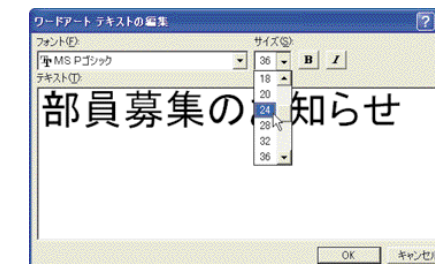 ワードアート テキストの編集
フォント(F):
サイズ(S):
MS Pゴシック
36
B
I
テキスト(T):
18
20
24
28
32
36
部員募集の 知らせ
OK
キャンセル